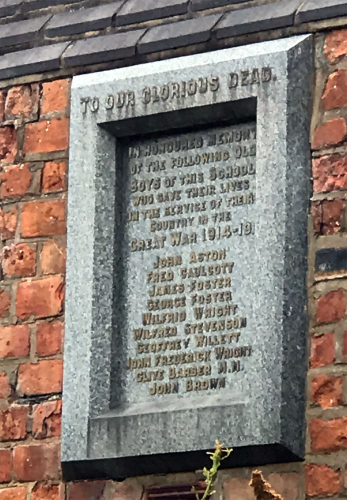 TO OUR GLORIOUS DEAD.
IN HONOURED MEMORY
OF THE FOLLOWING OLD
BOYS OF THIS SCHOOL
WHO GAVE THEIR LIVES
IN THE SERVICE OF THEIR
COUNTRY IN THE
GREAT WAR 1914-19
JOHN ASTON
FRED CAULCOTT
JAMES FOSTER
GEORGE FOSTER
WILFRID WRIGHT
WILFRED STEVENSON
GEOFFREY WILLETT
JOHN FREDERICK WRIGHT
CLIVE BARBER M.M.
JOHN BROWN